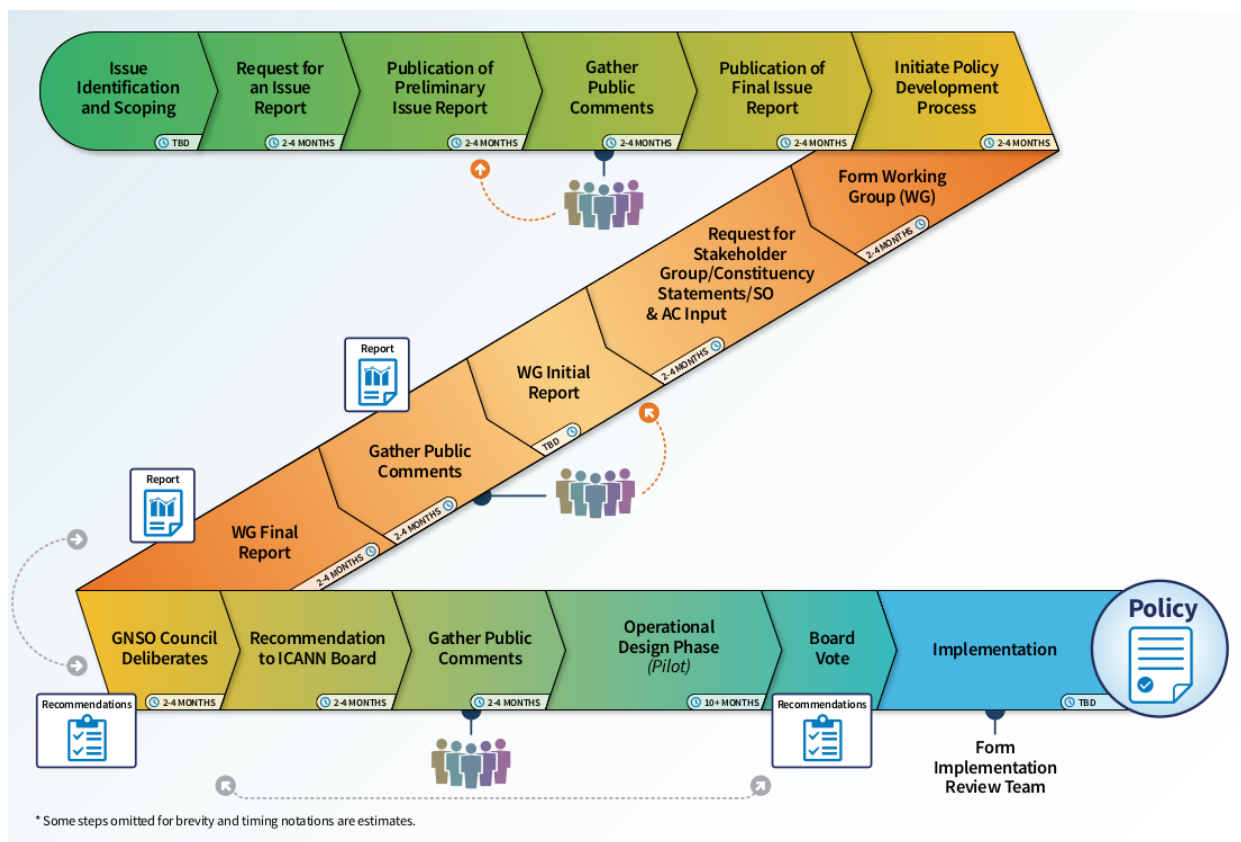 Issue
Identification
and Scoping
TBD
Request for
an Issue
Report
2-4 MONTHS
Publication of
Preliminary
Issue Report
2-4 MONTHS
Gather
Public
Comments
2-4 MONTHS
Publication of
Final Issue
Report
2-4 MONTHS
Initiate Policy
Development
Process
2-4 MONTHS
Form Working
Group (WG)
2-4 MONTHS
Request for
Stakeholder
Group/Constituency
Statements/SO
& AC Input
2-4 MONTHS
Report
WG Initial
Report
TBD
Gather Public
Comments
2-4 MONTHS
Report
WG Final
Report
2-4 MONTHS
GNSO Council
Deliberates
2-4 MONTHS
Recommendations
Recommendation
to ICANN Board
2-4 MONTHS
Gather Public
Comments
2-4 MONTHS
Operational
Design Phase
(Pilot)
10+ MONTHS
Board
Vote
Recommendations
Implementation
TBD
Form
Implementation
Review Team
Policy
* Some steps omitted for brevity and timing notations are estimates.